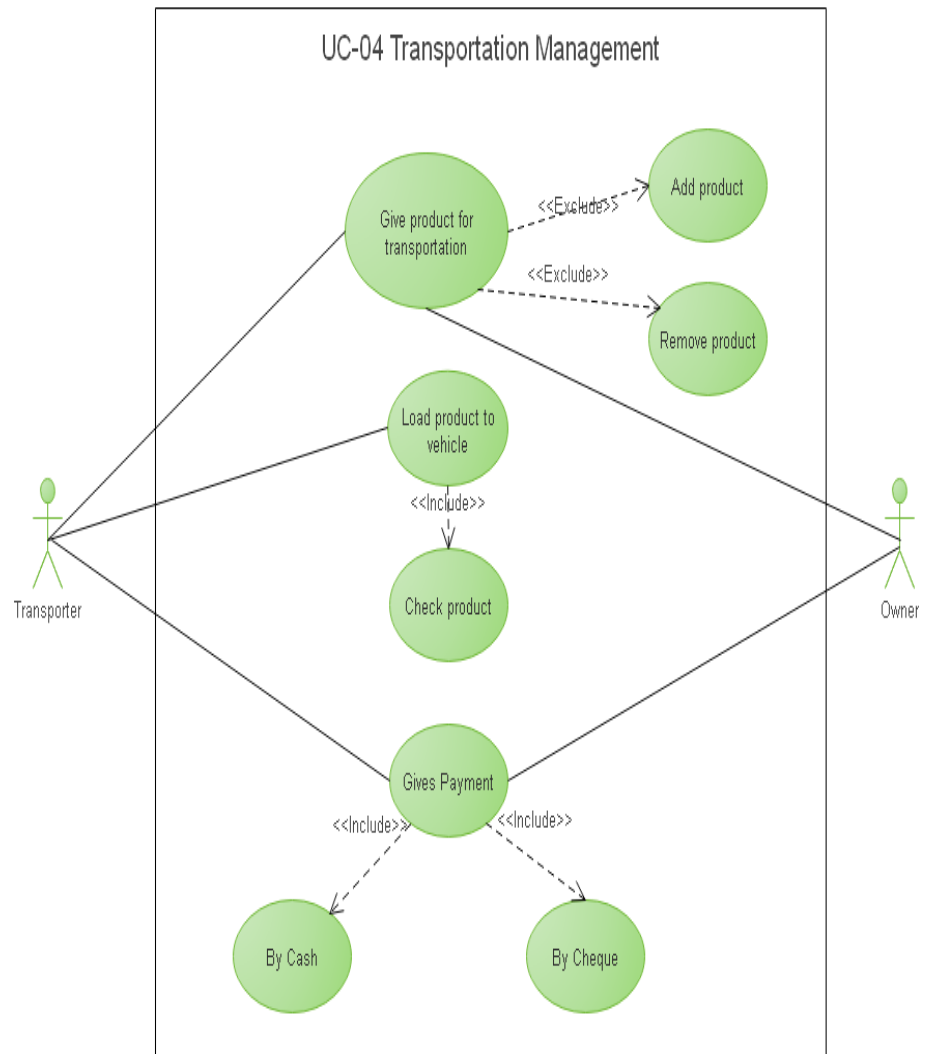 UC-04 Transportation Management
Give product for
transportation
<<Exclude>>
Add product
<<Exclude>>
Remove product
Load product to
vehicle
<<Include>>
Check product
Transporter
Owner
Gives Payment
<<Include>>
<<Include>>
By Cash
By Cheque